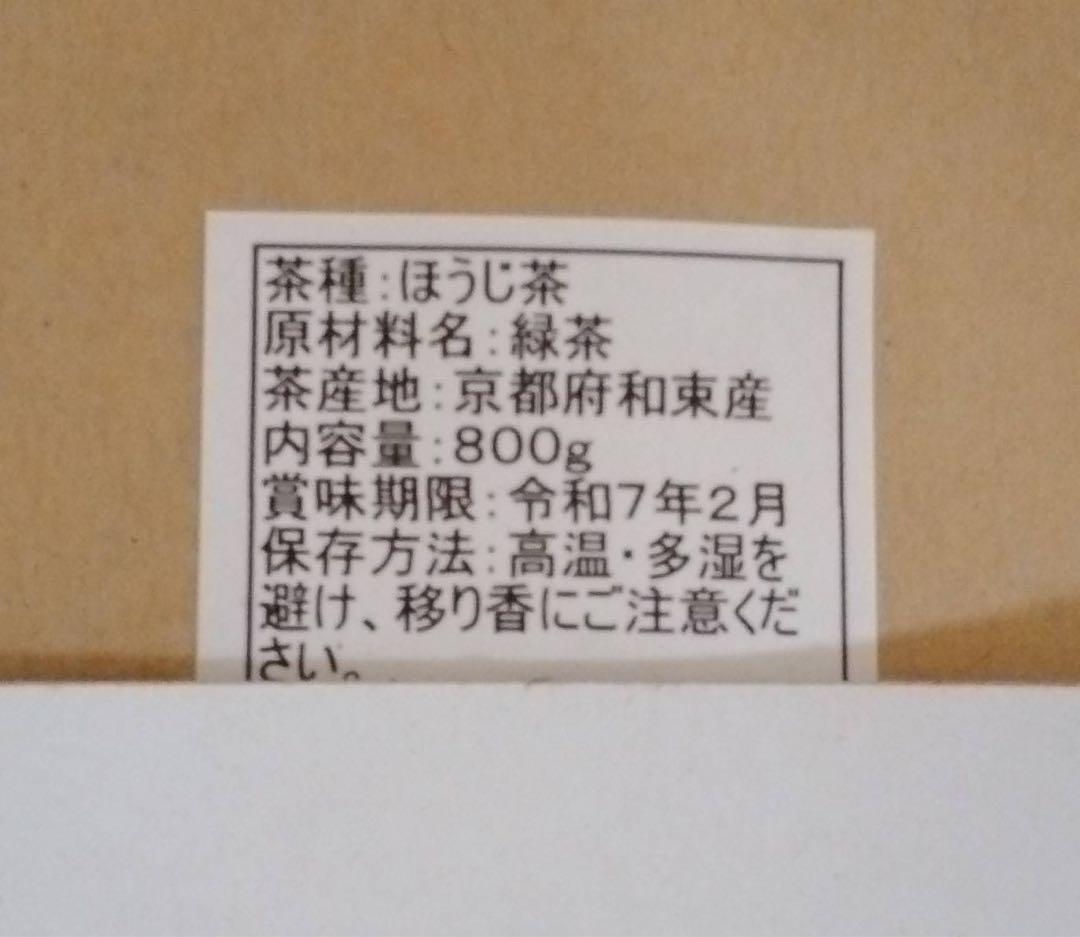 茶種:ほうじ茶
原材料名:緑茶
茶産地:京都府和束産
内容量:800g
賞味期限:令和7年2月
保存方法:高温・多湿を
避け、移り香にご注意くだ
さい。